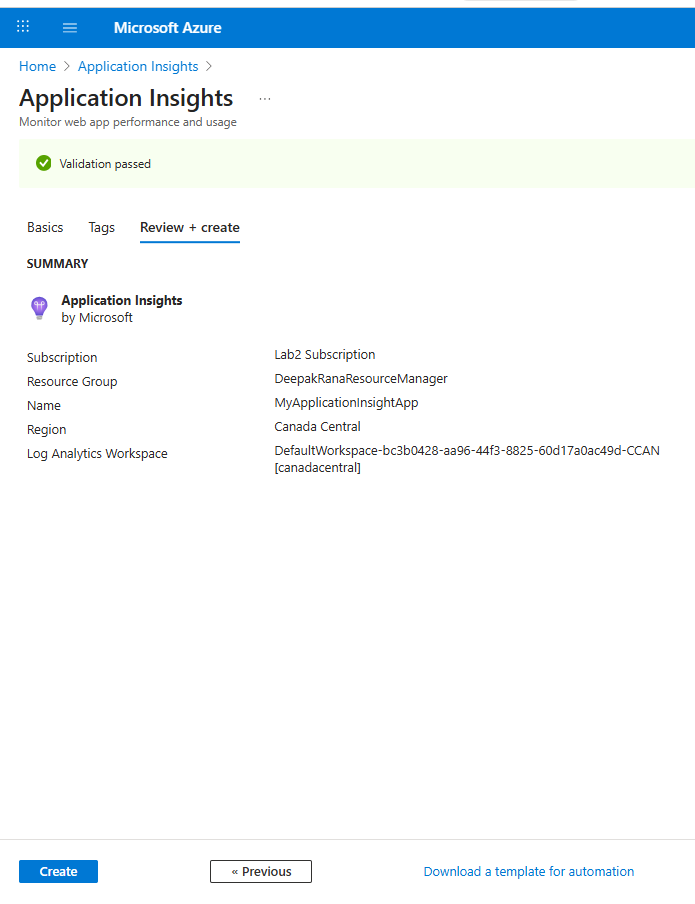 Microsoft Azure
Home > Application Insights >
Application Insights ...
Monitor web app performance and usage
Validation passed
Basics Tags Review + create
SUMMARY
Application Insights
by Microsoft
Subscription Lab2 Subscription
Resource Group DeepakRanaResourceManager
Name MyApplicationInsightApp
Region Canada Central
Log Analytics Workspace DefaultWorkspace-bc3b0428-aa96-44f3-8825-60d17a0ac49d-CCAN
[canadacentral]
Create « Previous Download a template for automation